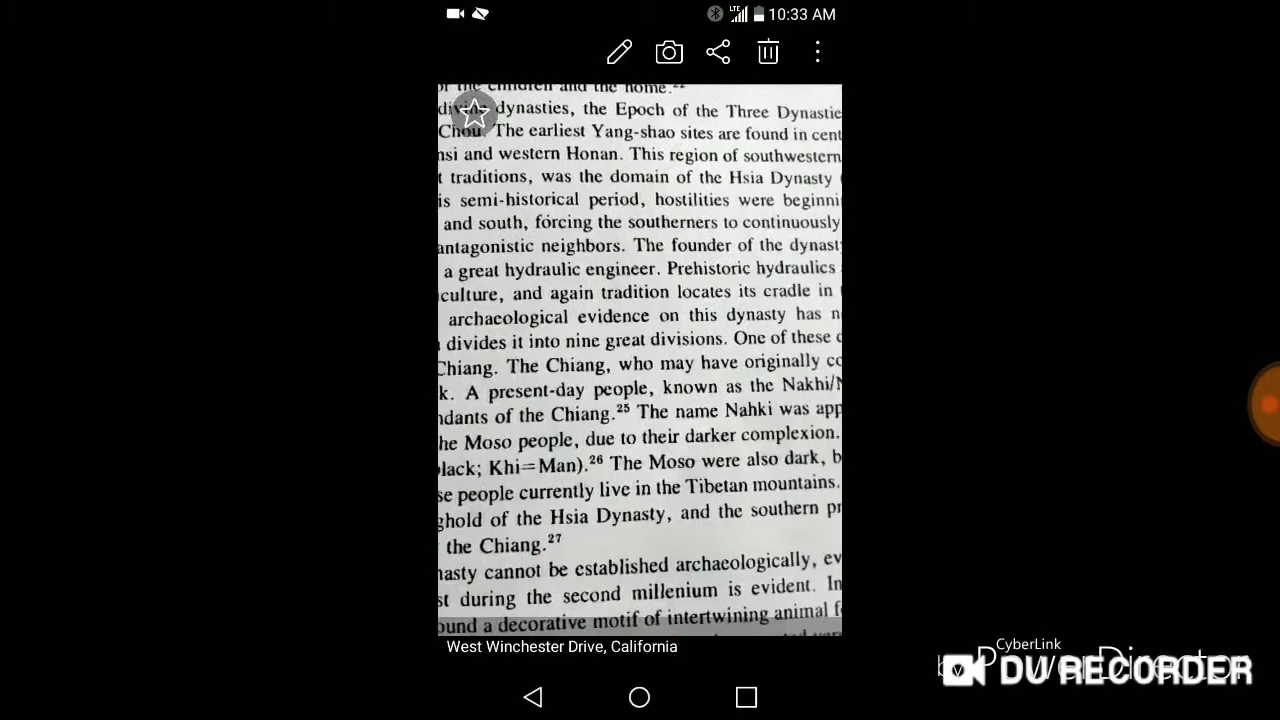 10:33 AM
of the children and the home.²²
divine dynasties, the Epoch of the Three Dynastie
Chou. The earliest Yang-shao sites are found in cent
nsi and western Honan. This region of southwestern
t traditions, was the domain of the Hsia Dynasty
is semi-historical period, hostilities were beginni
and south, forcing the southerners to continuously
antagonistic neighbors. The founder of the dynast
a great hydraulic engineer. Prehistoric hydraulics
culture, and again tradition locates its cradle in
archaeological evidence on this dynasty has n
divides it into nine great divisions. One of these
Chiang. The Chiang, who may have originally co
k. A present-day people, known as the Nakhi/
ndants of the Chiang.²⁵ The name Nahki was app
he Moso people, due to their darker complexion.
lack; Khi=Man).²⁶ The Moso were also dark, b
se people currently live in the Tibetan mountains.
ghold of the Hsia Dynasty, and the southern pr
the Chiang.²⁷
nasty cannot be established archaeologically, ev
st during the second millenium is evident. In
ound a decorative motif of intertwining animal f
West Winchester Drive, California
CyberLink
by PowerDirector
DU RECORDER